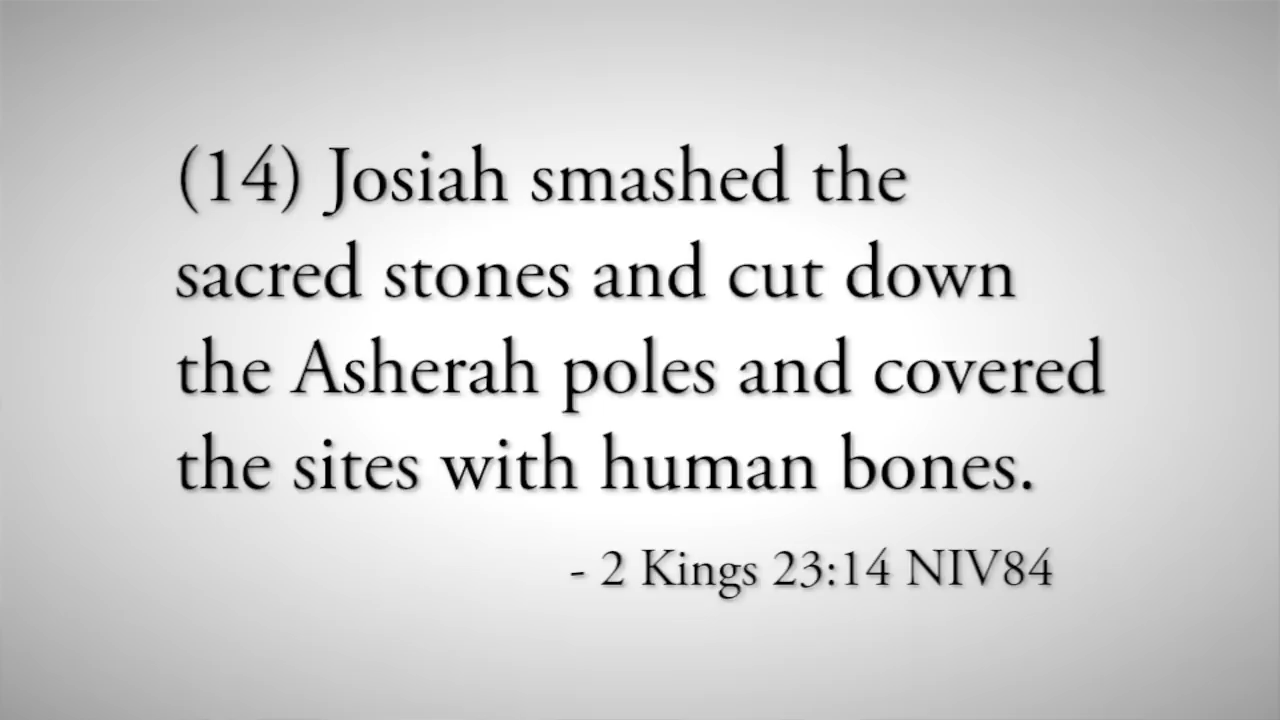 (14) Josiah smashed the
sacred stones and cut down
the Asherah poles and covered
the sites with human bones.
- 2 Kings 23:14 NIV84